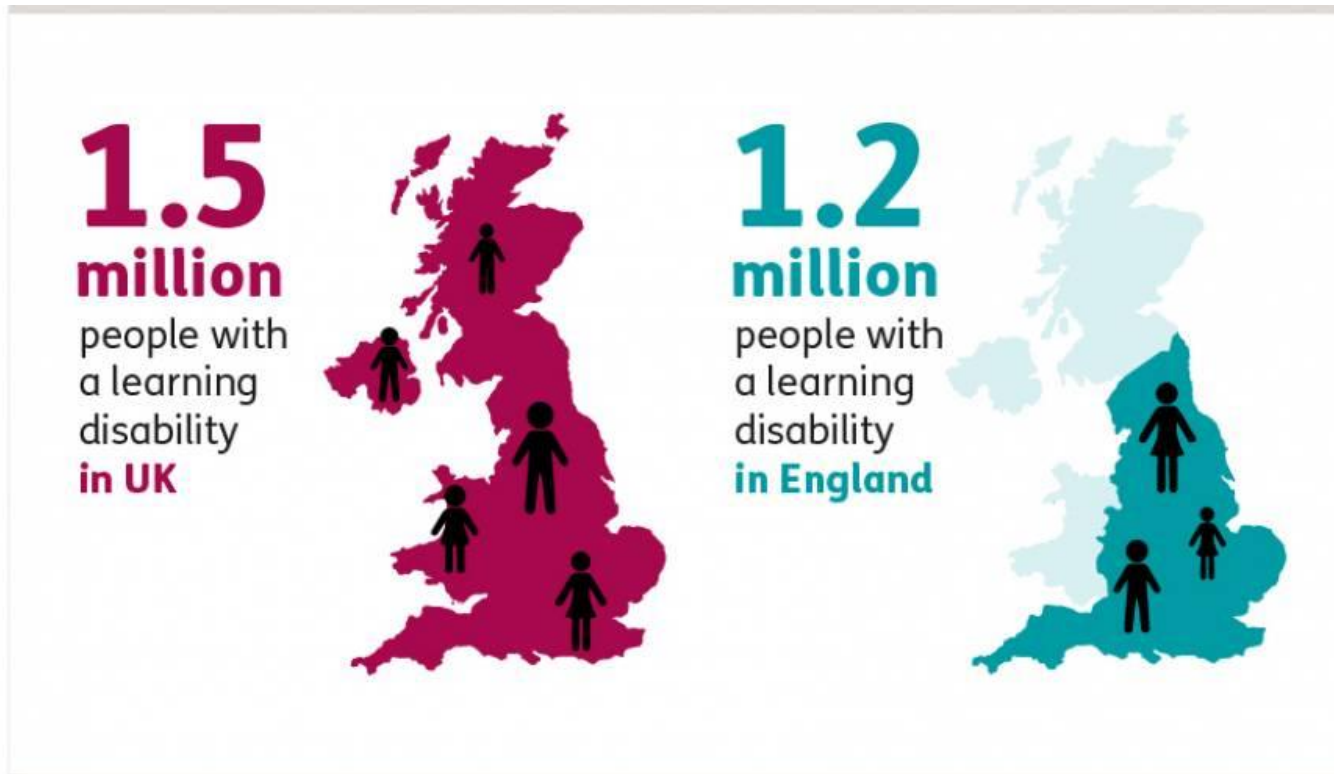 1.5
million
people with
a learning
disability
in UK
1.2
million
people with
a learning
disability
in England